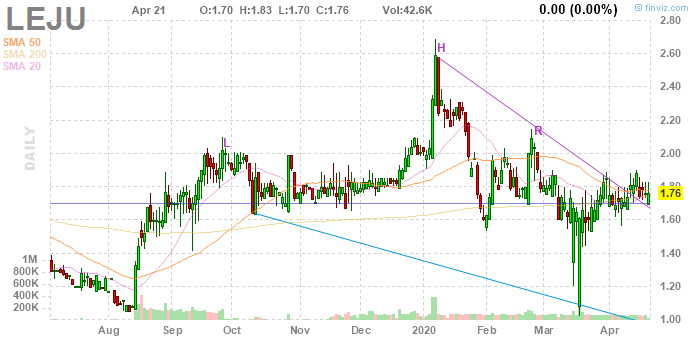 LEJU Apr 21 O:1.70 H:1.83 L:1.70 C:1.76 Vol:42.6K 0.00 (0.00%) © finviz.com
SMA 50
SMA 200
SMA 20
DAILY
L
H
R
2.80
2.60
2.40
2.20
2.00
1.80
1.76
1.60
1.40
1.20
1.00
1M
800K
600K
400K
200K
Aug Sep Oct Nov Dec 2020 Feb Mar Apr